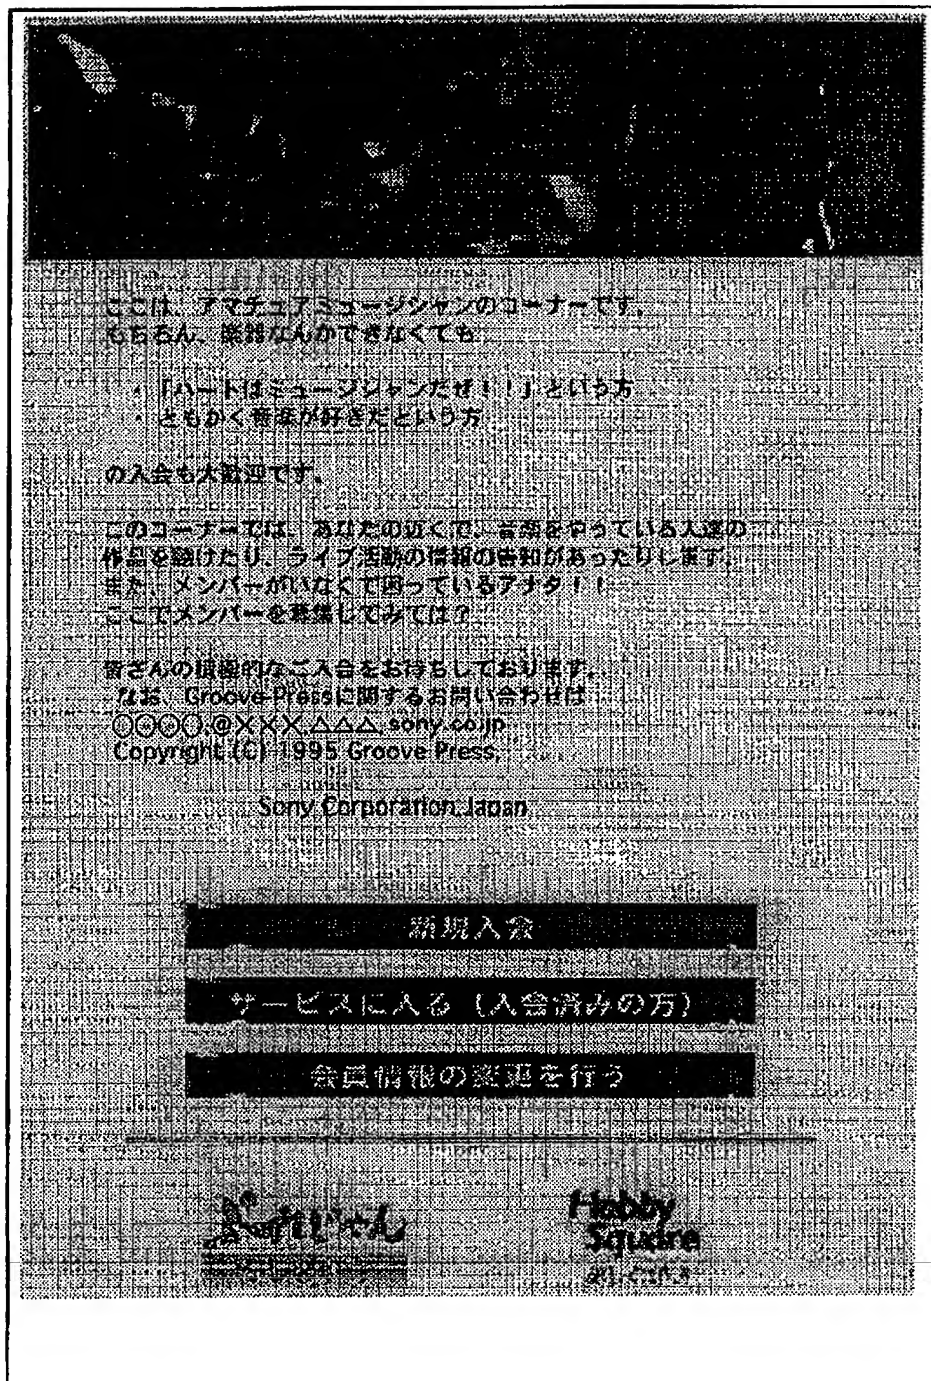 ここは、アマチュアミュージシャンのコーナーです。
もちろん、楽器なんかできなくても
・「ハートはミュージシャンだぜ！！」という方
・ともかく音楽が好きだという方
の入会も大歓迎です。
このコーナーでは、あなたの近くで、音楽をやっている人達の
作品を聴けたり、ライブ活動の情報の告知があったりします。
また、メンバーがいなくて困っているアナタ！！
ここでメンバーを募集してみては？
皆さんの積極的なご入会をお待ちしております。
なお、Groove Pressに関するお問い合わせは
○○○○.@×××.△△△.sony.co.jp
Copyright (C) 1995 Groove Press,
Sony Corporation.Japan
新規入会
サービスに入る（入会済みの方）
会員情報の変更を行う
Hobby
Square